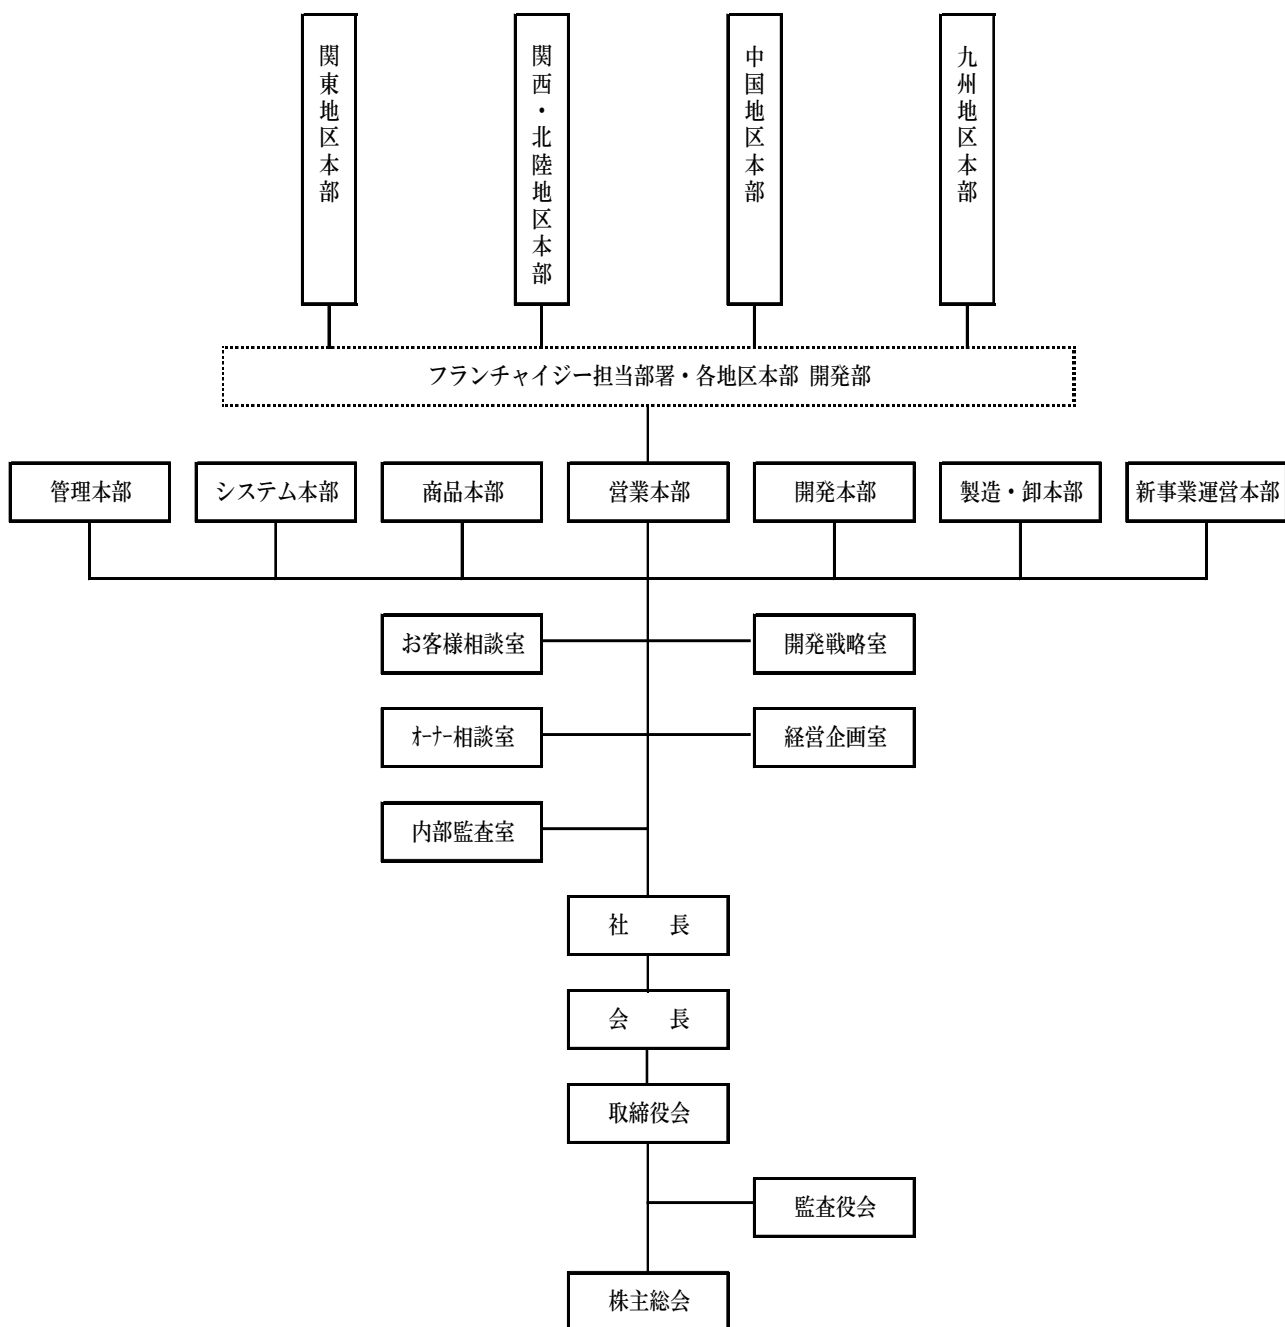 関東地区本部
関西・北陸地区本部
中国地区本部
九州地区本部
フランチャイジー担当部署・各地区本部 開発部
管理本部
システム本部
商品本部
営業本部
開発本部
製造・卸本部
新事業運営本部
お客様相談室
開発戦略室
ｵｰﾅｰ相談室
経営企画室
内部監査室
社　　長
会　　長
取締役会
監査役会
株主総会